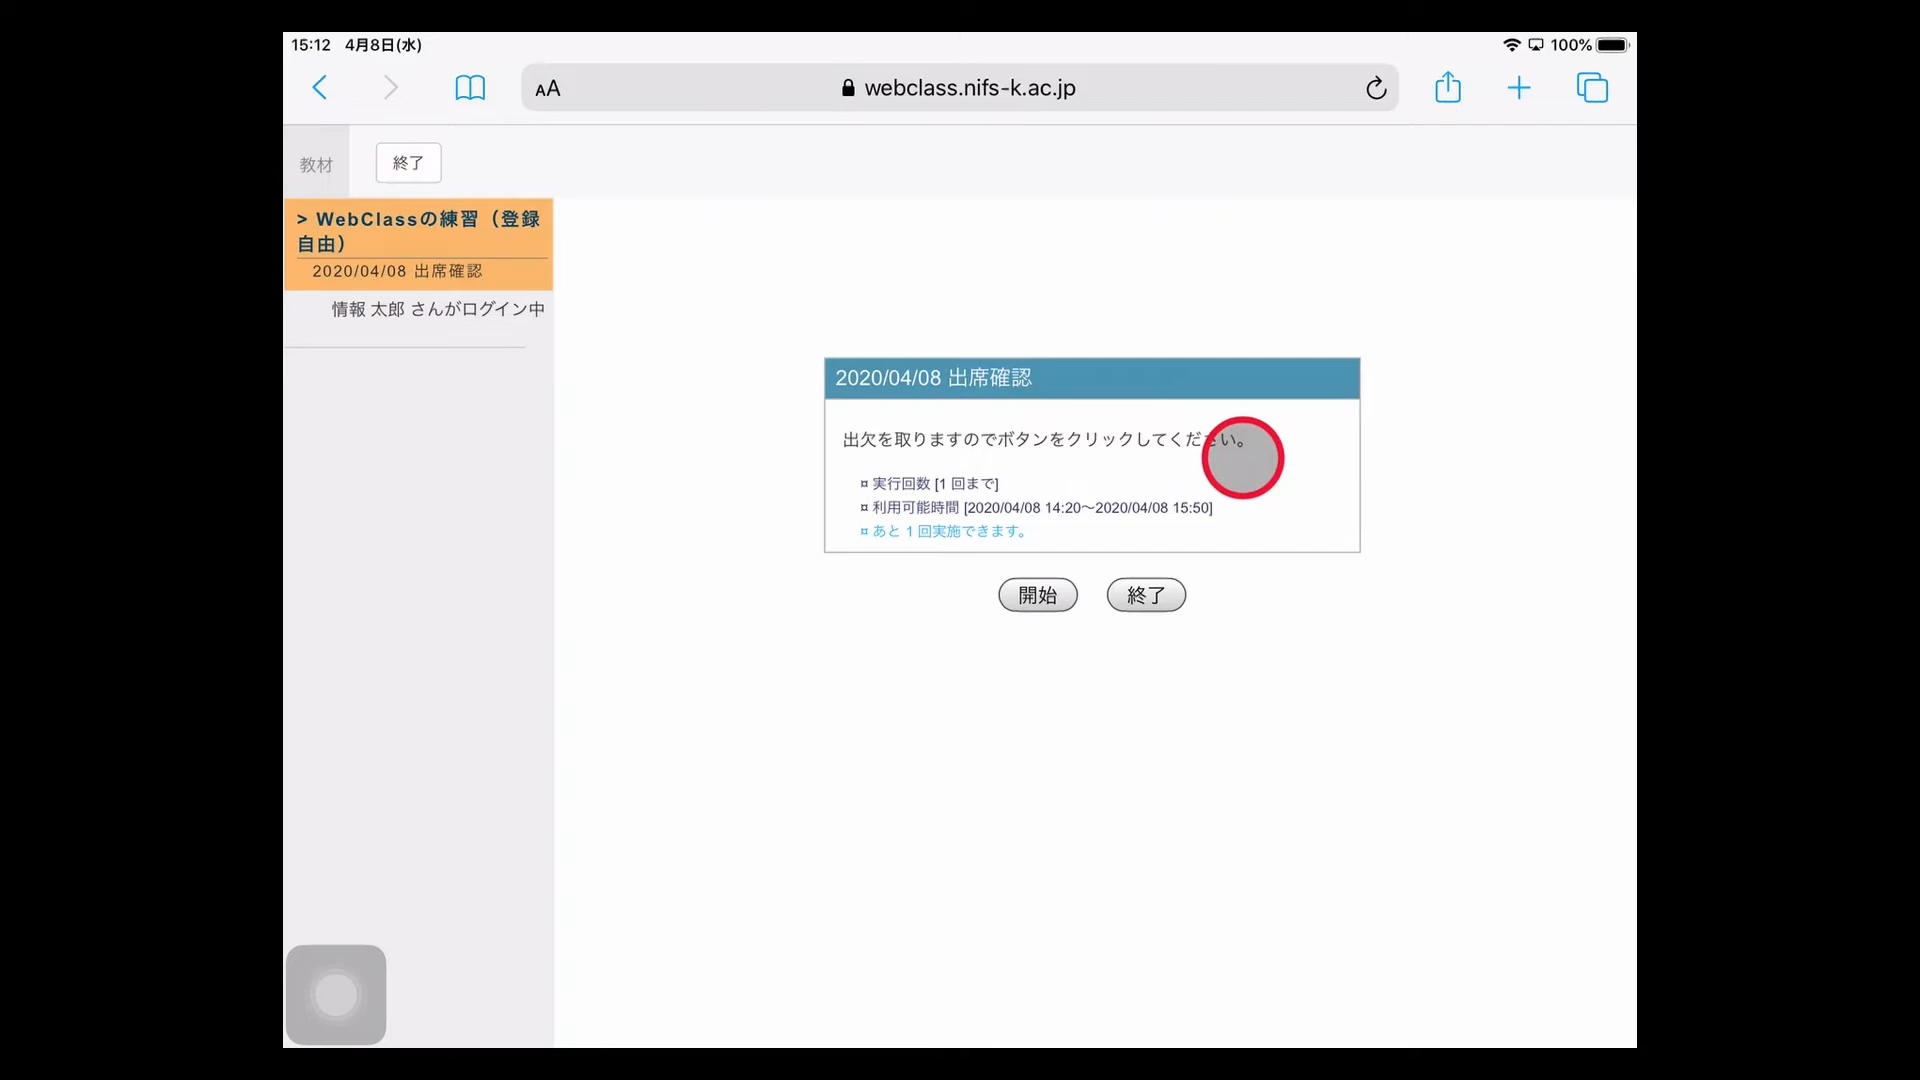 15:12 4月8日(水)
100%
AA
webclass.nifs-k.ac.jp
教材
終了
> WebClassの練習（登録
自由）
2020/04/08 出席確認
情報 太郎 さんがログイン中
2020/04/08 出席確認
出欠を取りますのでボタンをクリックしてください。
¤ 実行回数 [1 回まで]
¤ 利用可能時間 [2020/04/08 14:20～2020/04/08 15:50]
¤ あと 1 回実施できます。
開始
終了